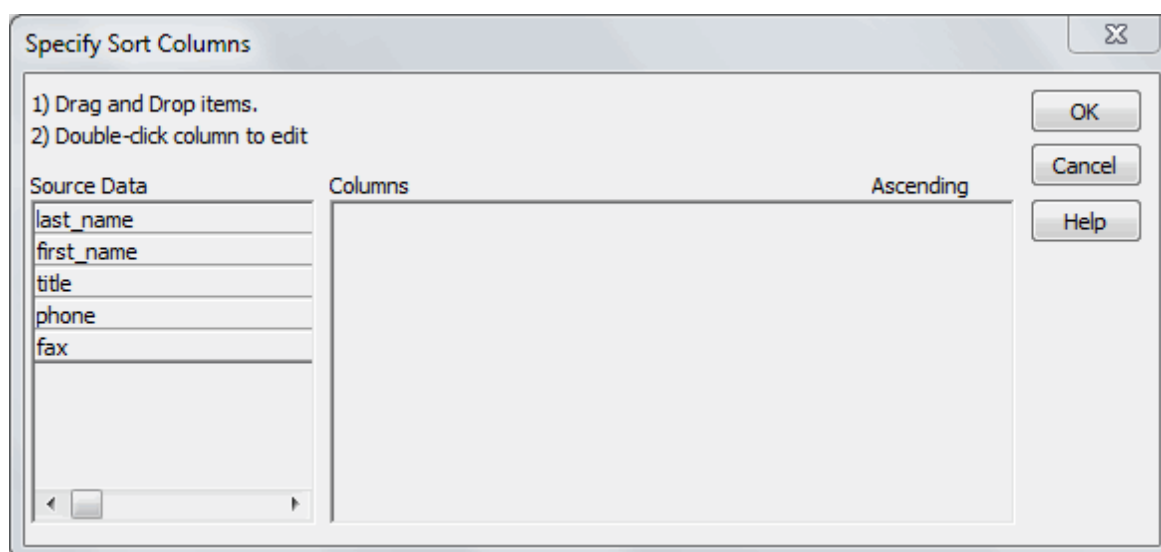 Specify Sort Columns
1) Drag and Drop items.
2) Double-click column to edit
OK
Cancel
Help
Source Data
Columns
Ascending
last_name
first_name
title
phone
fax